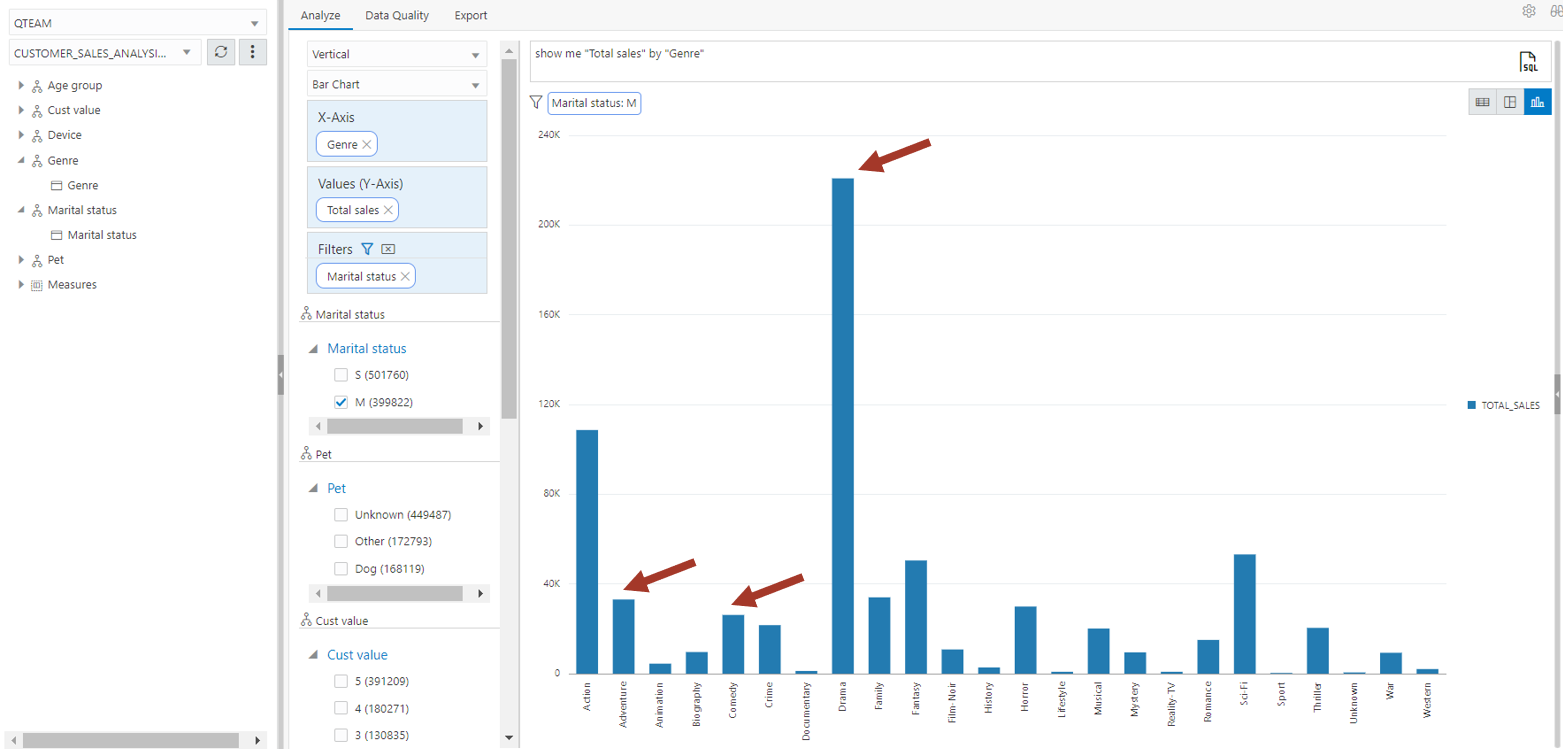 QTEAM
CUSTOMER_SALES_ANALYSI...
Age group
Cust value
Device
Genre
Genre
Marital status
Marital status
Pet
Measures
Analyze Data Quality Export
Vertical
Bar Chart
X-Axis
Genre
Values (Y-Axis)
Total sales
Filters
Marital status
Marital status
Marital status
S (501760)
M (399822)
Pet
Pet
Unknown (449487)
Other (172793)
Dog (168119)
Cust value
Cust value
5 (391209)
4 (180271)
3 (130835)
show me "Total sales" by "Genre"
SQL
Marital status: M
240K
200K
160K
120K
80K
40K
0
Action
Adventure
Animation
Biography
Comedy
Crime
Documentary
Drama
Family
Fantasy
Film-Noir
History
Horror
Lifestyle
Musical
Mystery
Reality-TV
Romance
Sci-Fi
Sport
Thriller
Unknown
War
Western
TOTAL_SALES